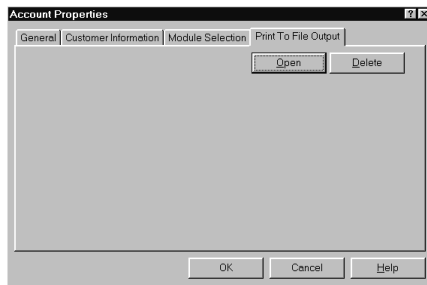 Account Properties
General Customer Information Module Selection Print To File Output
Open Delete
OK Cancel Help